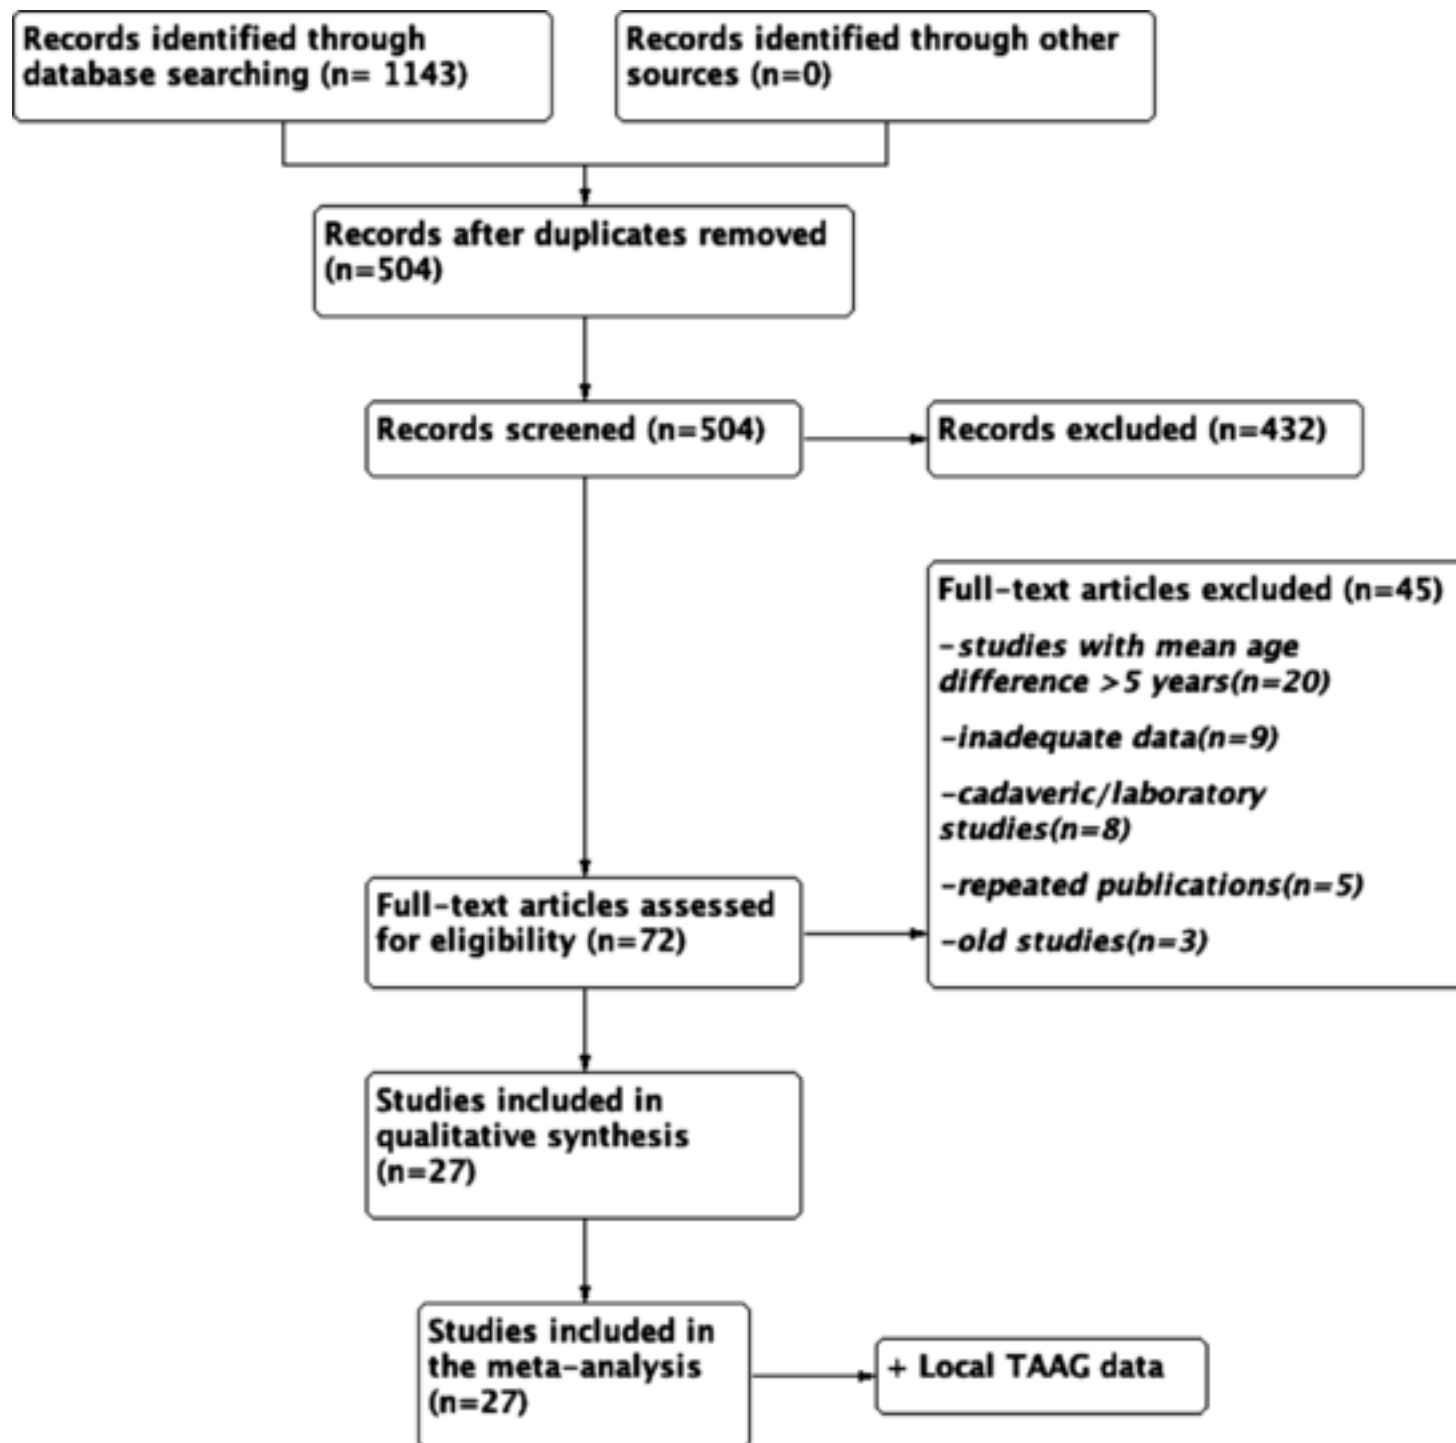 Records identified through
database searching (n= 1143)
Records identified through other
sources (n=0)
Records after duplicates removed
(n=504)
Records screened (n=504)
Records excluded (n=432)
Full-text articles excluded (n=45)
-studies with mean age
difference >5 years(n=20)
-inadequate data(n=9)
-cadaveric/laboratory
studies(n=8)
-repeated publications(n=5)
-old studies(n=3)
Full-text articles assessed
for eligibility (n=72)
Studies included in
qualitative synthesis
(n=27)
Studies included in
the meta-analysis
(n=27)
+ Local TAAG data